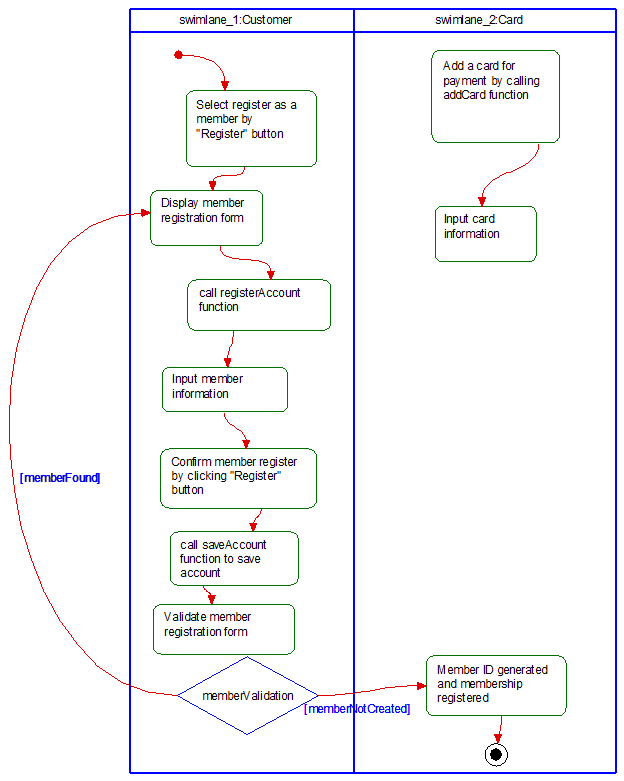 swimlane_1:Customer
swimlane_2:Card
Select register as a
member by
"Register" button
Display member
registration form
call registerAccount
function
Input member
information
Confirm member register
by clicking "Register"
button
call saveAccount
function to save
account
Validate member
registration form
memberValidation
[memberFound]
[memberNotCreated]
Add a card for
payment by calling
addCard function
Input card
information
Member ID generated
and membership
registered